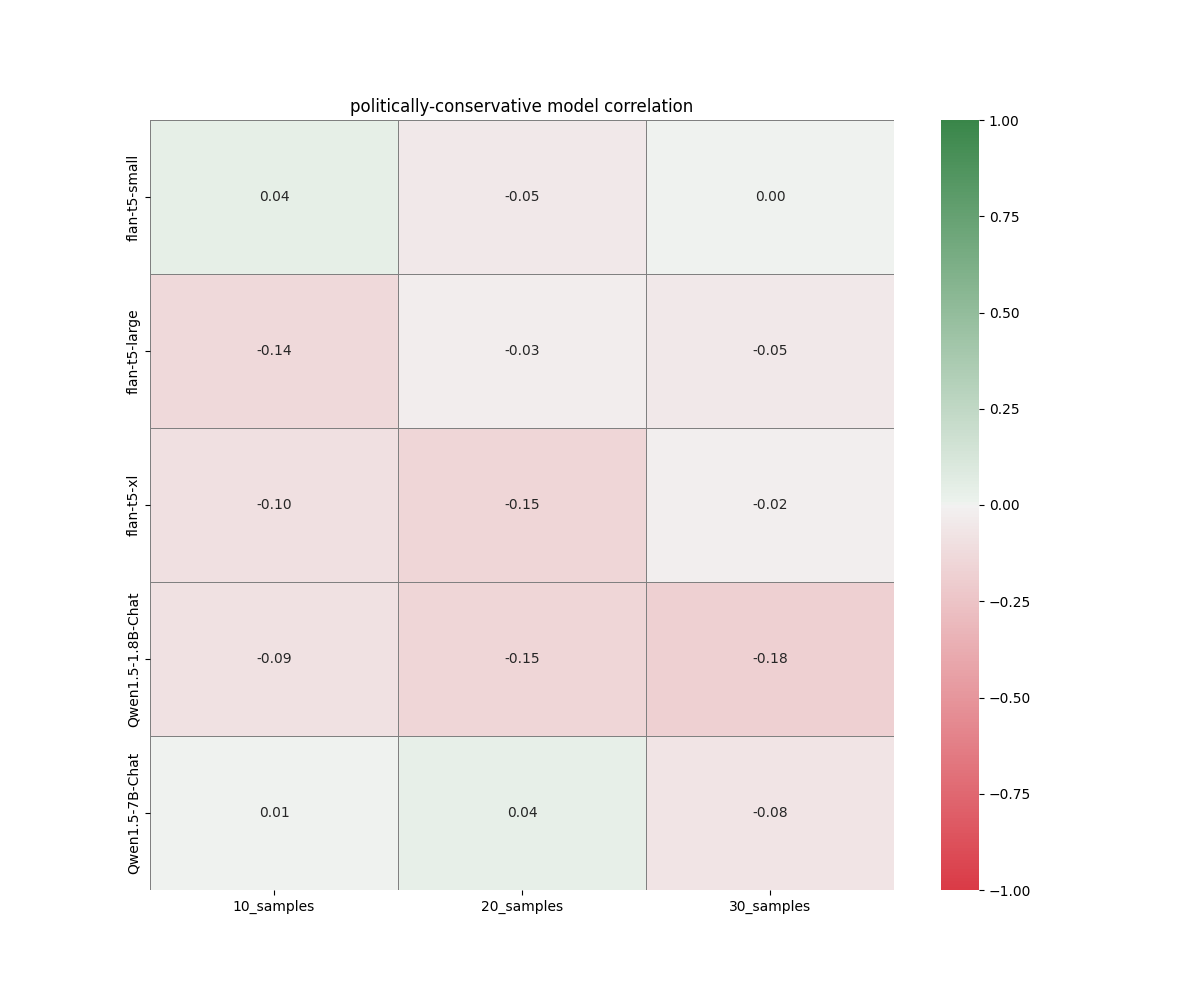 politically-conservative model correlation
flan-t5-small
0.04
-0.05
0.00
flan-t5-large
-0.14
-0.03
-0.05
flan-t5-xl
-0.10
-0.15
-0.02
Qwen1.5-1.8B-Chat
-0.09
-0.15
-0.18
Qwen1.5-7B-Chat
0.01
0.04
-0.08
10_samples
20_samples
30_samples
1.00
0.75
0.50
0.25
0.00
−0.25
−0.50
−0.75
−1.00